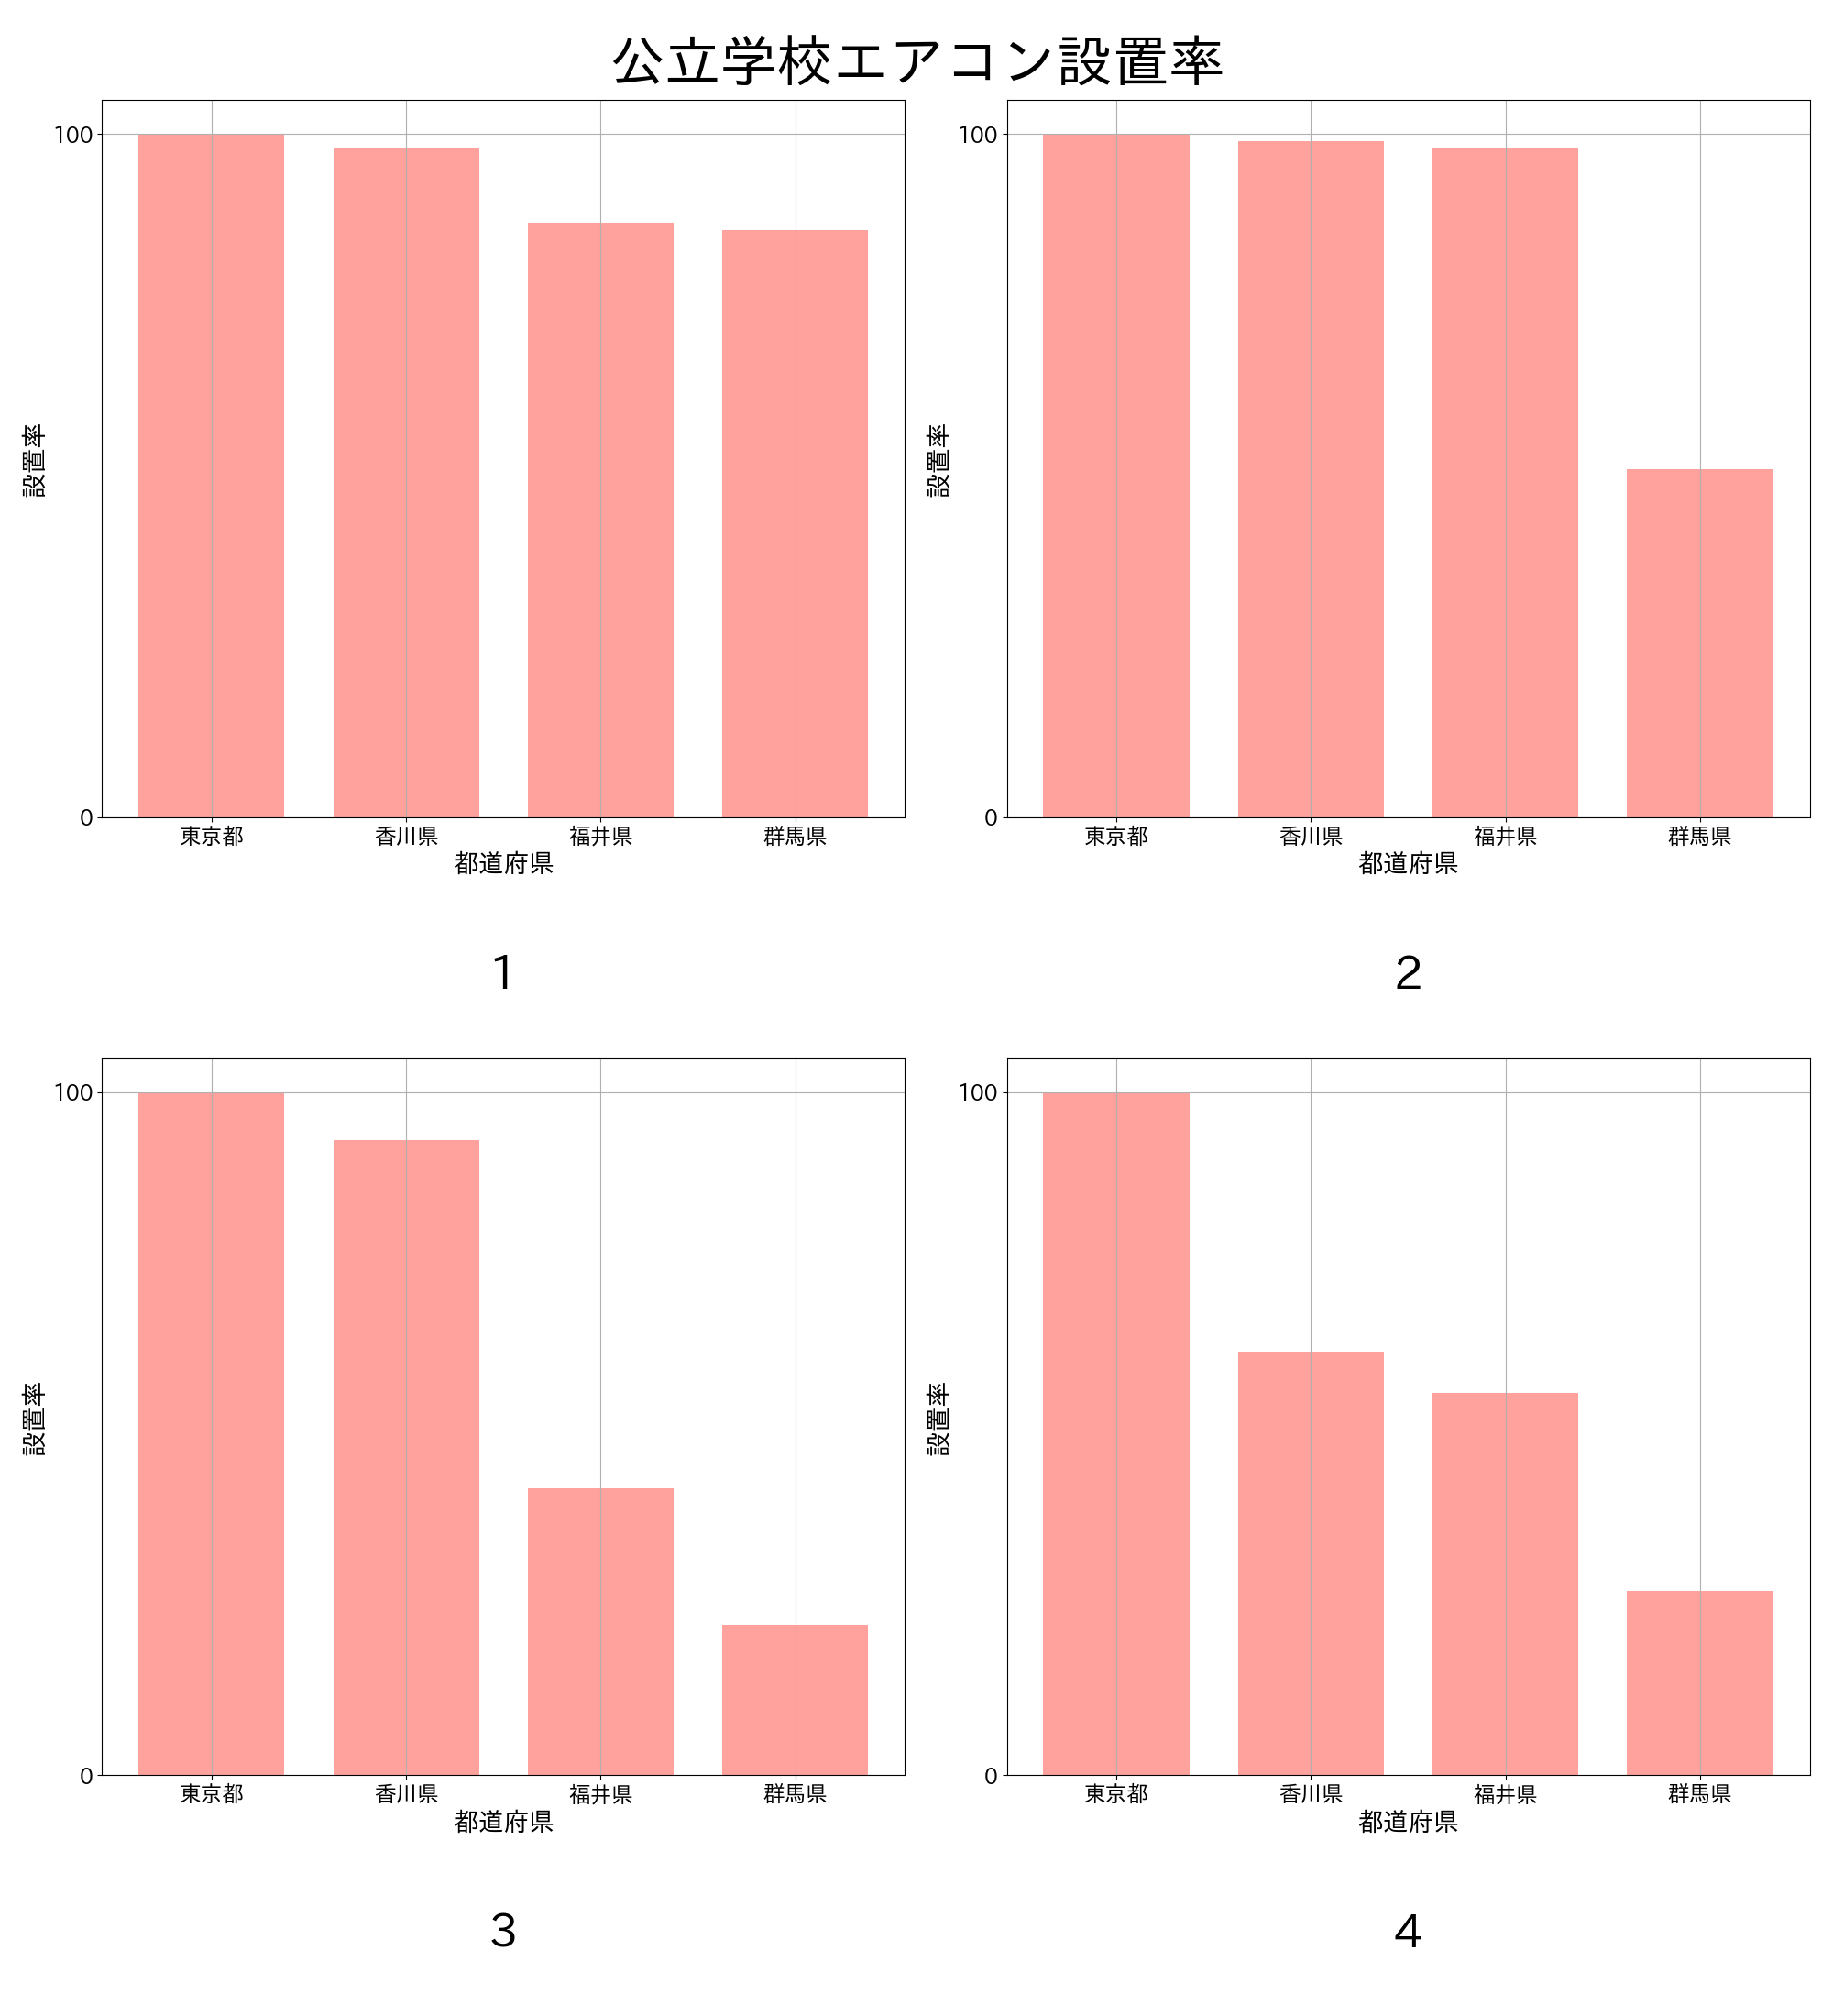 公立学校エアコン設置率
100
0
設置率
東京都 香川県 福井県 群馬県
都道府県
1
100
0
設置率
東京都 香川県 福井県 群馬県
都道府県
2
100
0
設置率
東京都 香川県 福井県 群馬県
都道府県
3
100
0
設置率
東京都 香川県 福井県 群馬県
都道府県
4